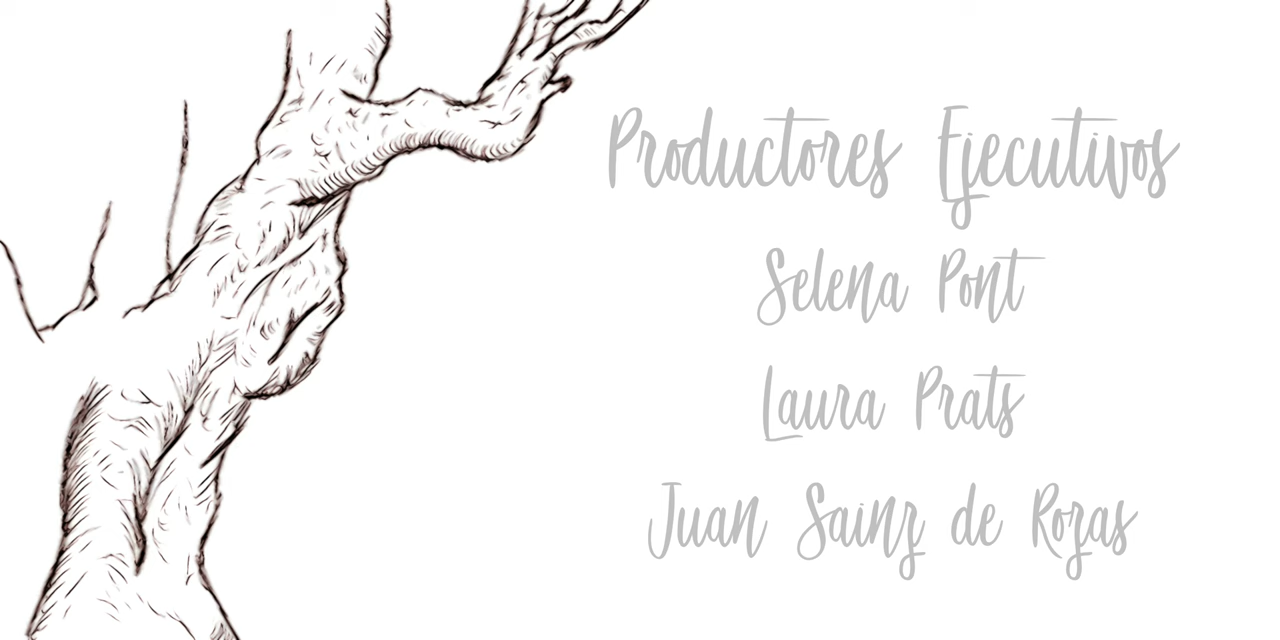 Productores Ejecutivos
Selena Pont
Laura Prats
Juan Sainz de Rozas